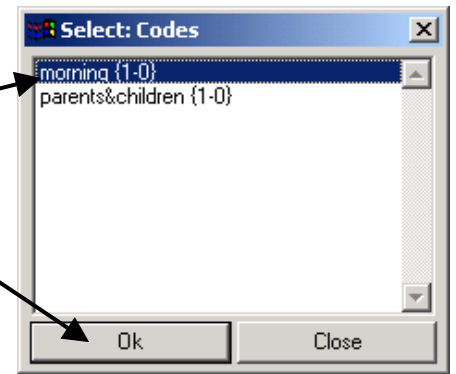 Select: Codes
morning {1-0}
parents&children {1-0}
Ok Close